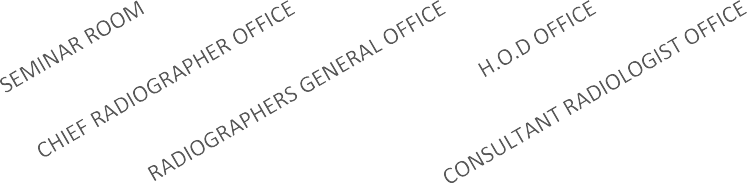 SEMINAR ROOM
CHIEF RADIOGRAPHER OFFICE
RADIOGRAPHERS GENERAL OFFICE
H.O.D OFFICE
CONSULTANT RADIOLOGIST OFFICE